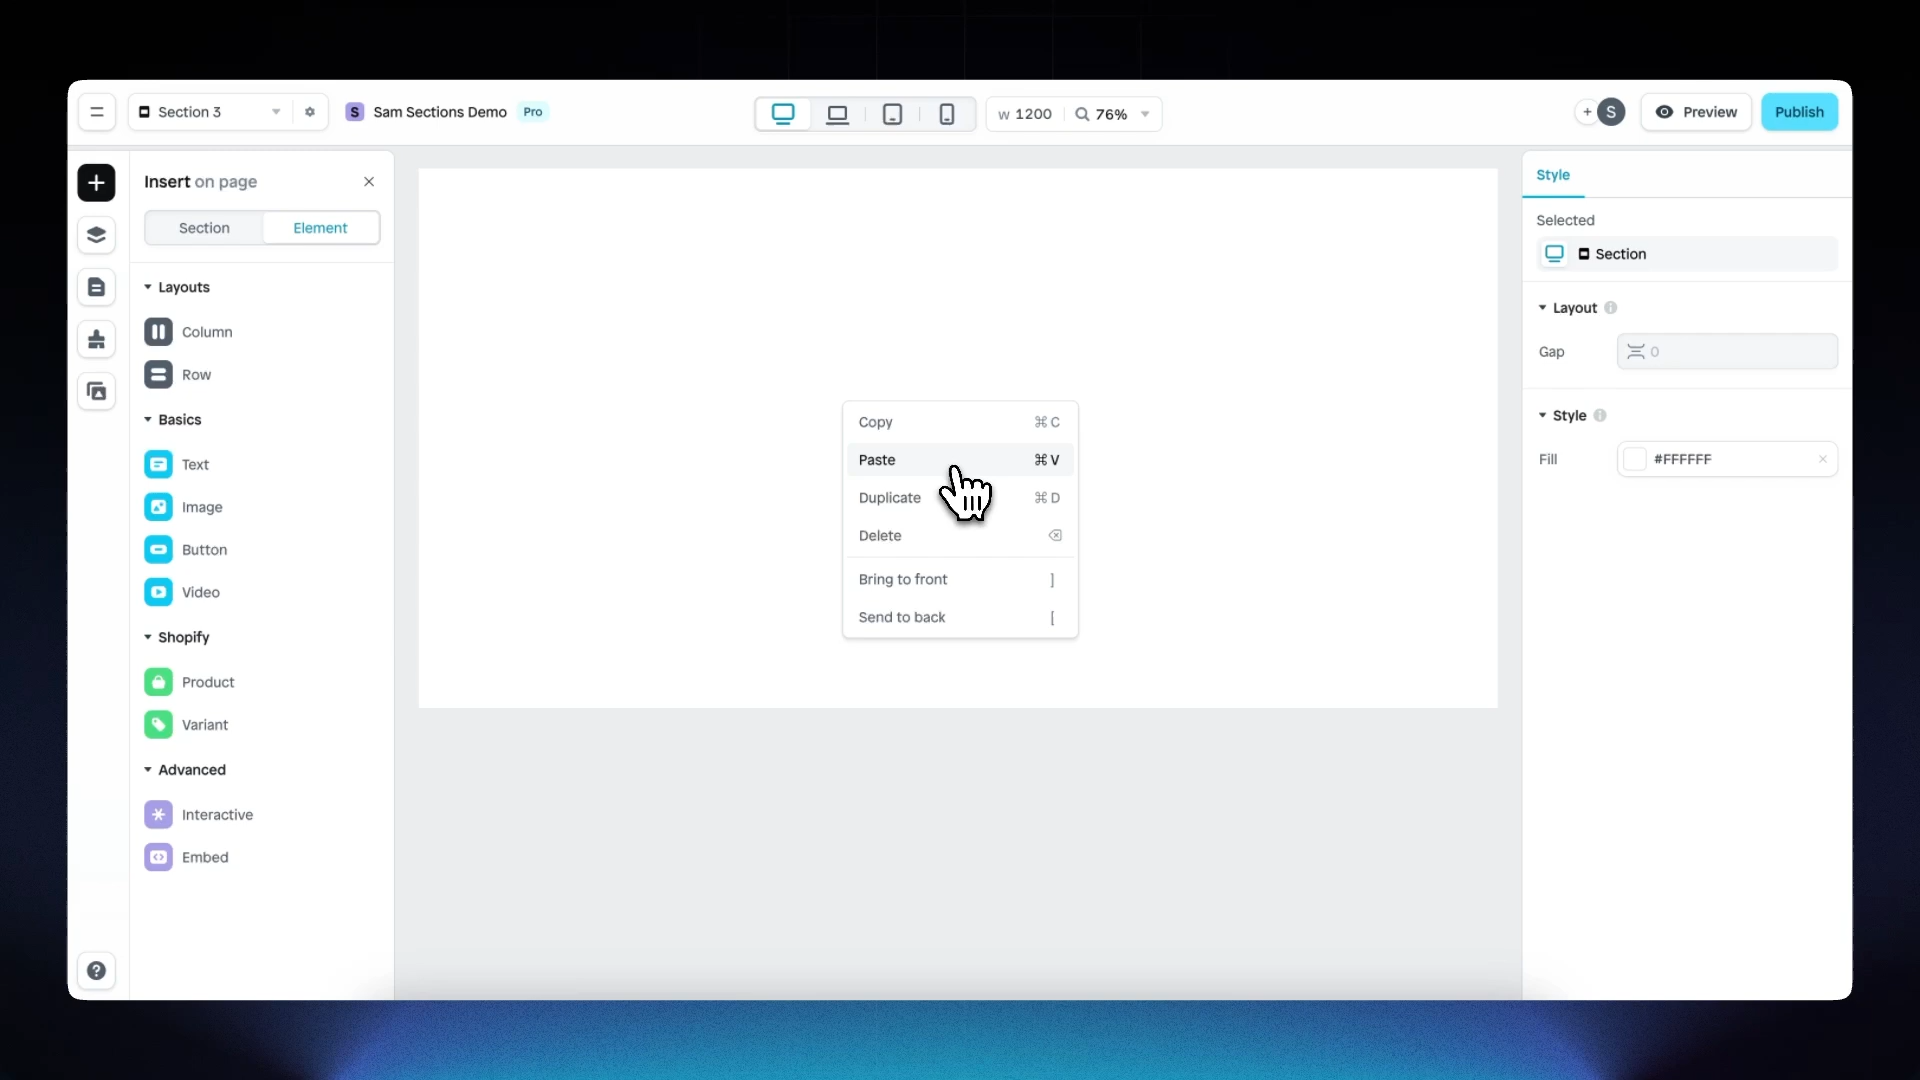 Section 3
S Sam Sections Demo Pro
W 1200
76%
+ S
Preview
Publish
Insert on page
Section
Element
Layouts
Column
Row
Basics
Text
Image
Button
Video
Shopify
Product
Variant
Advanced
Interactive
Embed
Copy ⌘ C
Paste ⌘ V
Duplicate ⌘ D
Delete
Bring to front ]
Send to back [
Style
Selected
Section
Layout
Gap 0
Style
Fill #FFFFFF